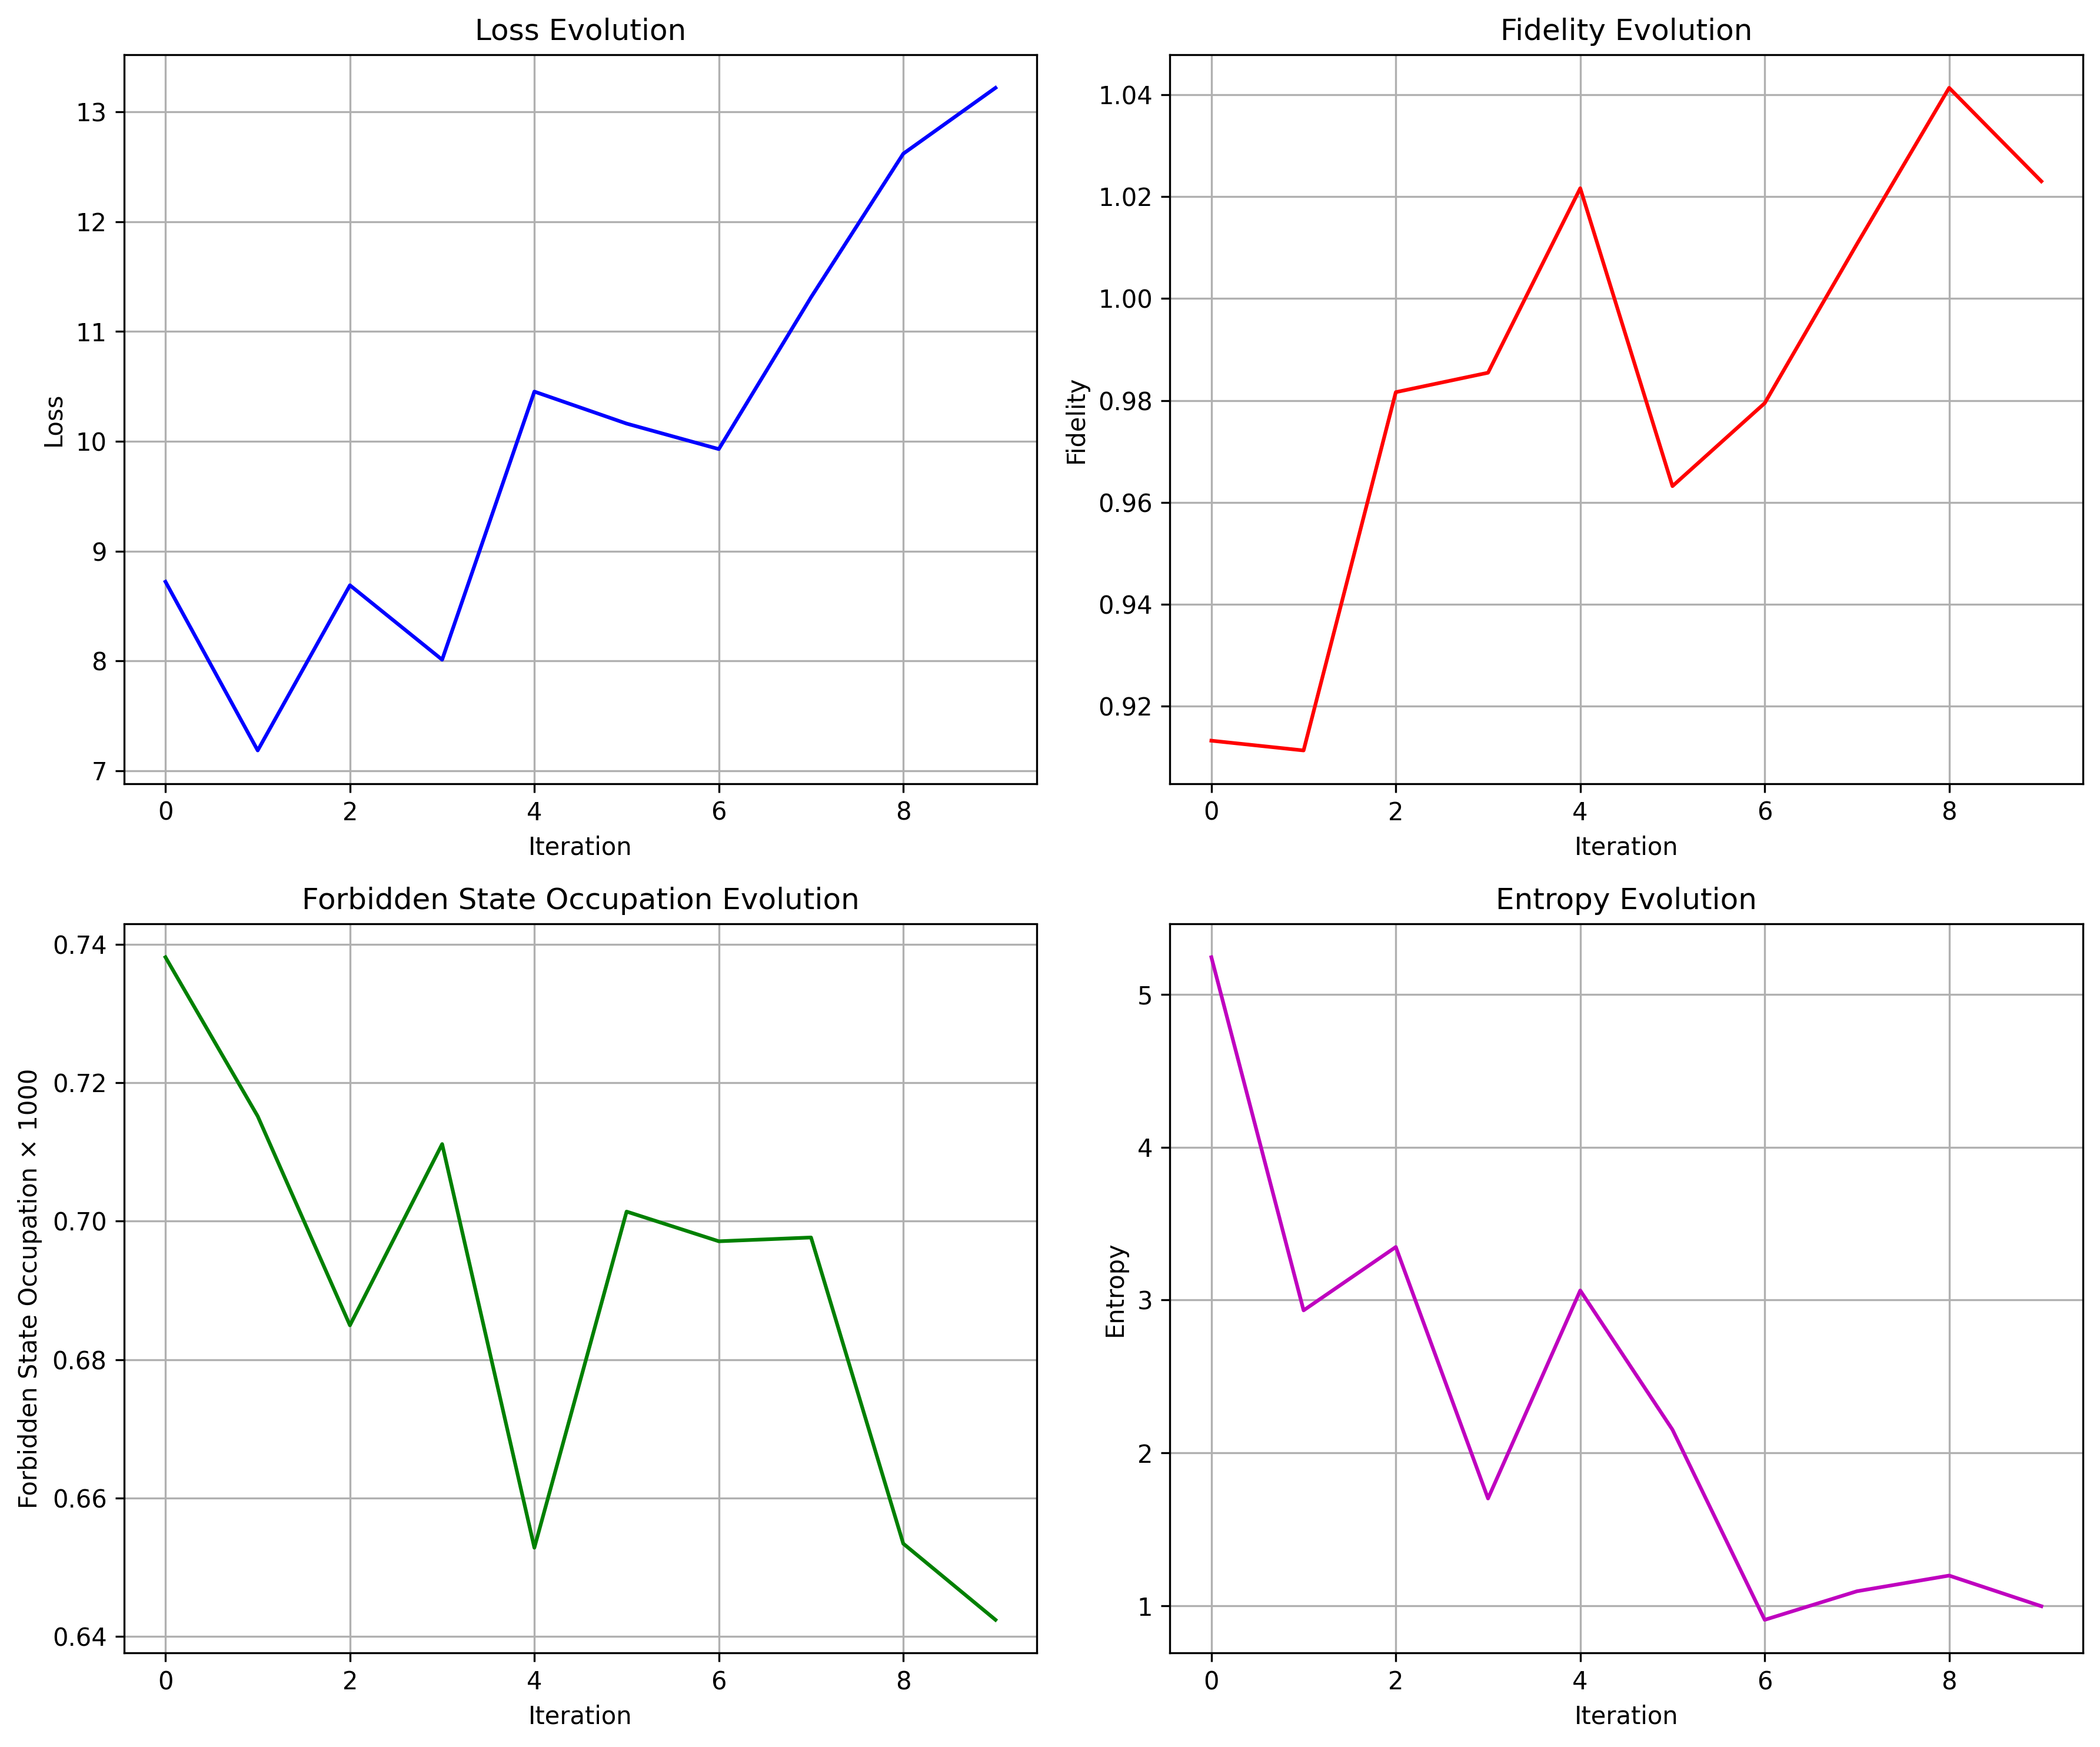 Loss Evolution
13
12
11
10
9
8
7
Loss
0 2 4 6 8
Iteration
Fidelity Evolution
1.04
1.02
1.00
0.98
0.96
0.94
0.92
Fidelity
0 2 4 6 8
Iteration
Forbidden State Occupation Evolution
0.74
0.72
0.70
0.68
0.66
0.64
Forbidden State Occupation × 1000
0 2 4 6 8
Iteration
Entropy Evolution
5
4
3
2
1
Entropy
0 2 4 6 8
Iteration